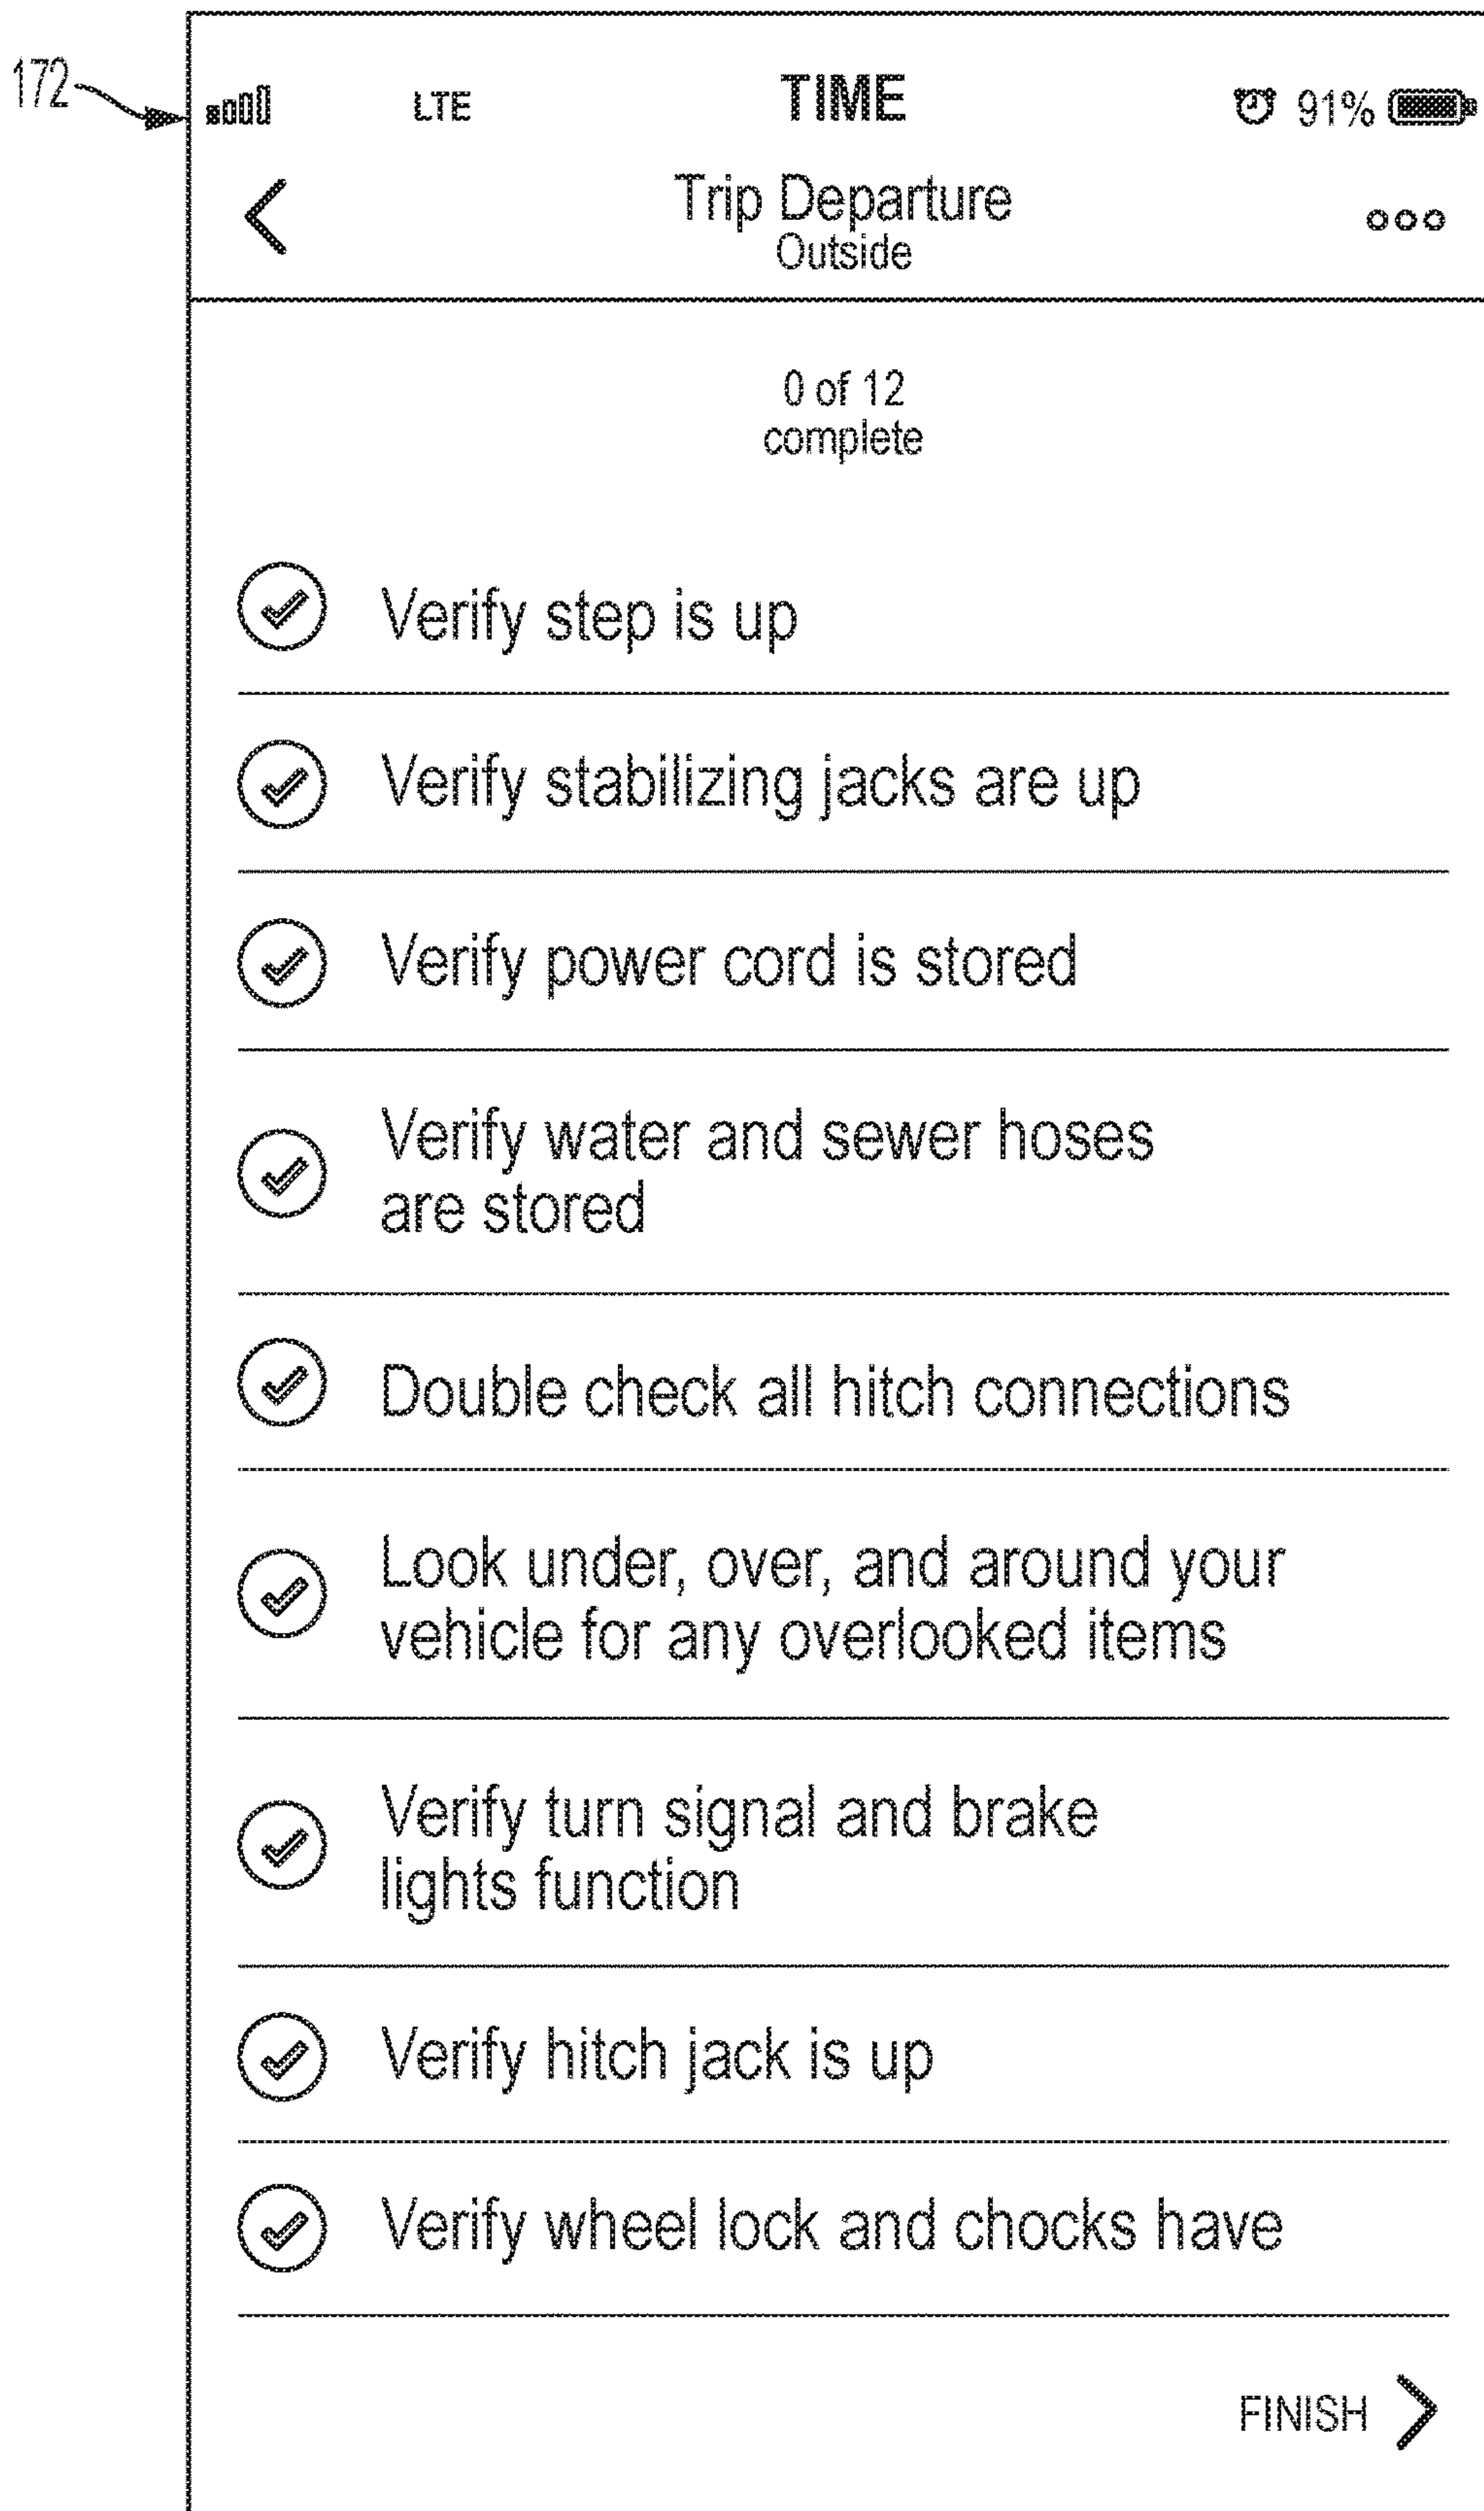 172
LTE
TIME
91%
Trip Departure
Outside
0 of 12
complete
Verify step is up
Verify stabilizing jacks are up
Verify power cord is stored
Verify water and sewer hoses
are stored
Double check all hitch connections
Look under, over, and around your
vehicle for any overlooked items
Verify turn signal and brake
lights function
Verify hitch jack is up
Verify wheel lock and chocks have
FINISH